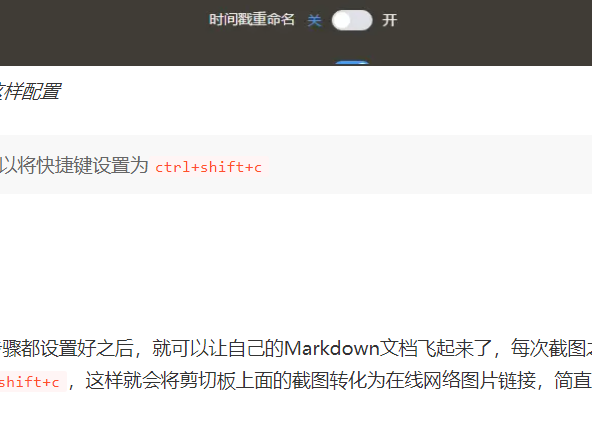 时间戳重命名 关 开
这样配置
以将快捷键设置为 ctrl+shift+c
骤都设置好之后，就可以让自己的Markdown文档飞起来了，每次截图之
shift+c ，这样就会将剪切板上面的截图转化为在线网络图片链接，简直